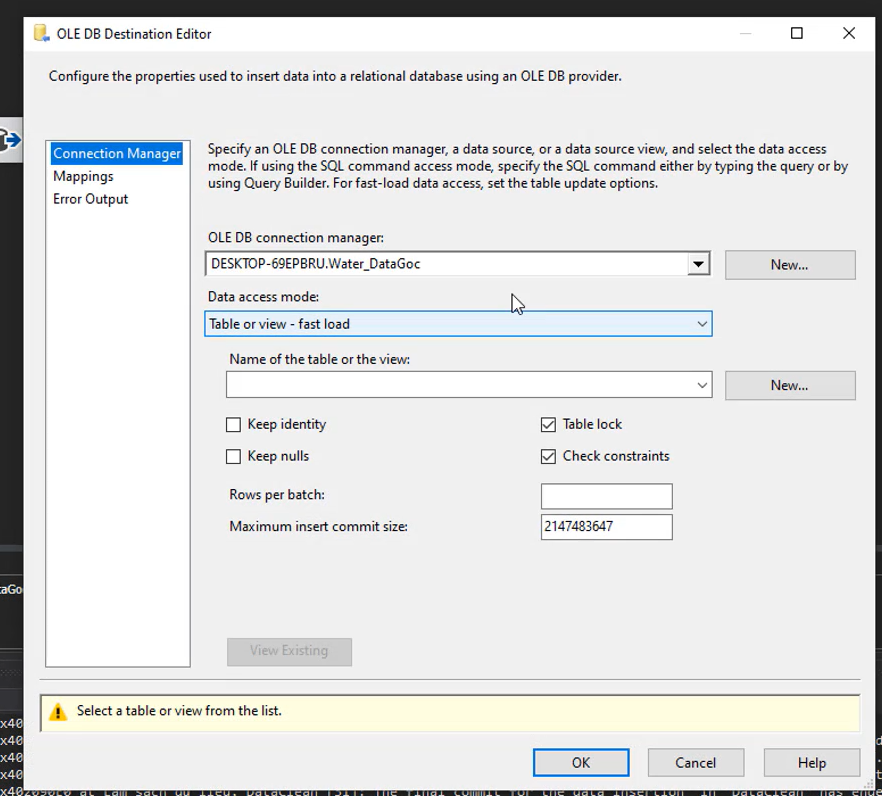 OLE DB Destination Editor
Configure the properties used to insert data into a relational database using an OLE DB provider.
Connection Manager
Mappings
Error Output
Specify an OLE DB connection manager, a data source, or a data source view, and select the data access
mode. If using the SQL command access mode, specify the SQL command either by typing the query or by
using Query Builder. For fast-load data access, set the table update options.
OLE DB connection manager:
DESKTOP-69EPBRU.Water_DataGoc
New...
Data access mode:
Table or view - fast load
Name of the table or the view:
New...
Keep identity
Table lock
Keep nulls
Check constraints
Rows per batch:
Maximum insert commit size:
2147483647
View Existing
Select a table or view from the list.
OK
Cancel
Help